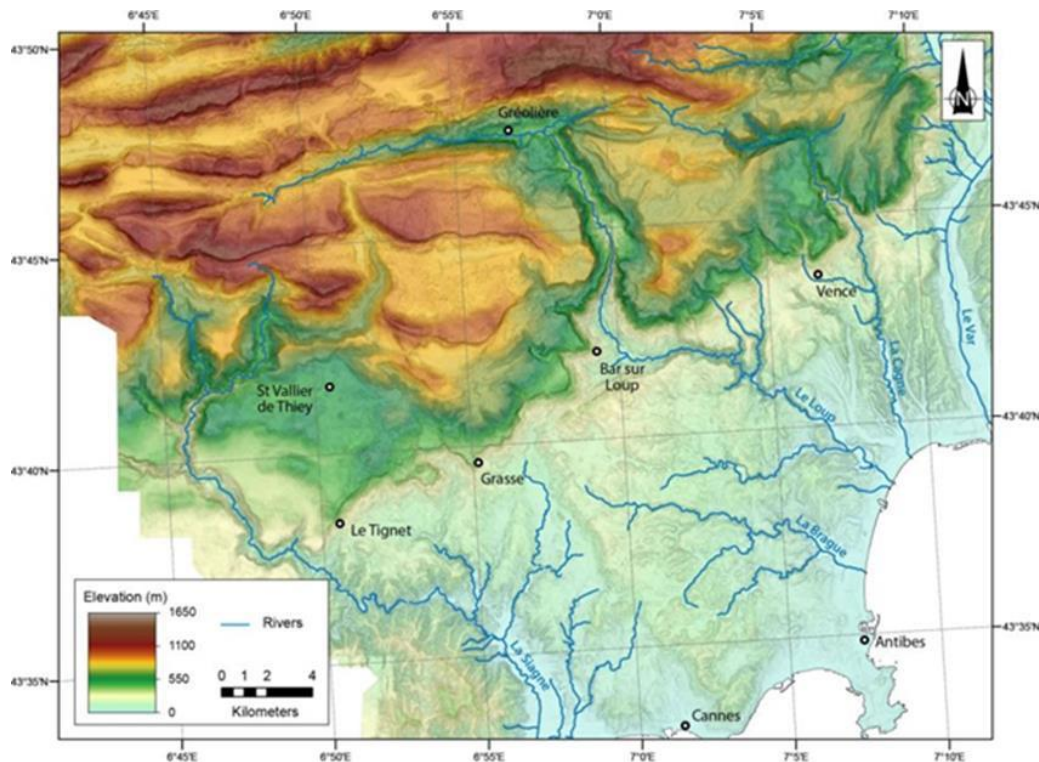 6°45'E
6°50'E
6°55'E
7°0'E
7°5'E
7°10'E
43°50'N
N
Gréolière
43°45'N
43°45'N
Vence
Le Var
La Cagne
Bar sur
Loup
St Vallier
de Thiey
Le Loup
43°40'N
43°40'N
Grasse
Le Tignet
La Brague
Elevation (m)
1650
1100
550
0
Rivers
0 1 2 4
Kilometers
43°35'N
43°35'N
Antibes
La Siagne
Cannes
6°45'E
6°50'E
6°55'E
7°0'E
7°5'E
7°10'E